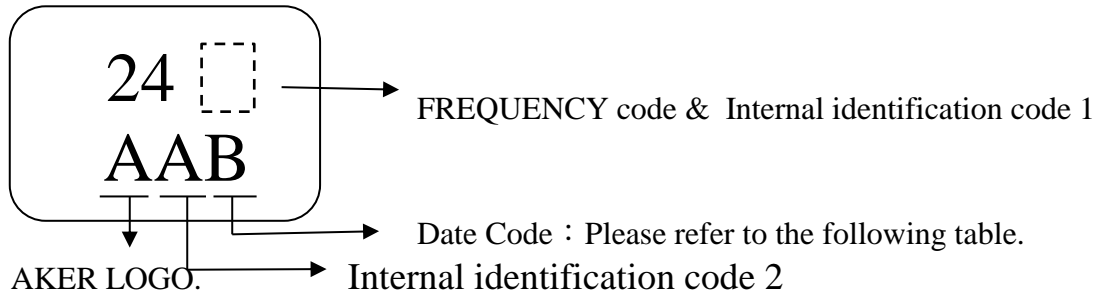 24
FREQUENCY code & Internal identification code 1
AAB
Date Code：Please refer to the following table.
AKER LOGO.
Internal identification code 2